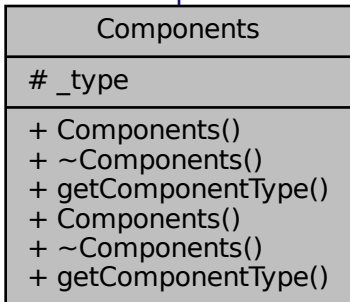 Components
# _type
+ Components()
+ ~Components()
+ getComponentType()
+ Components()
+ ~Components()
+ getComponentType()